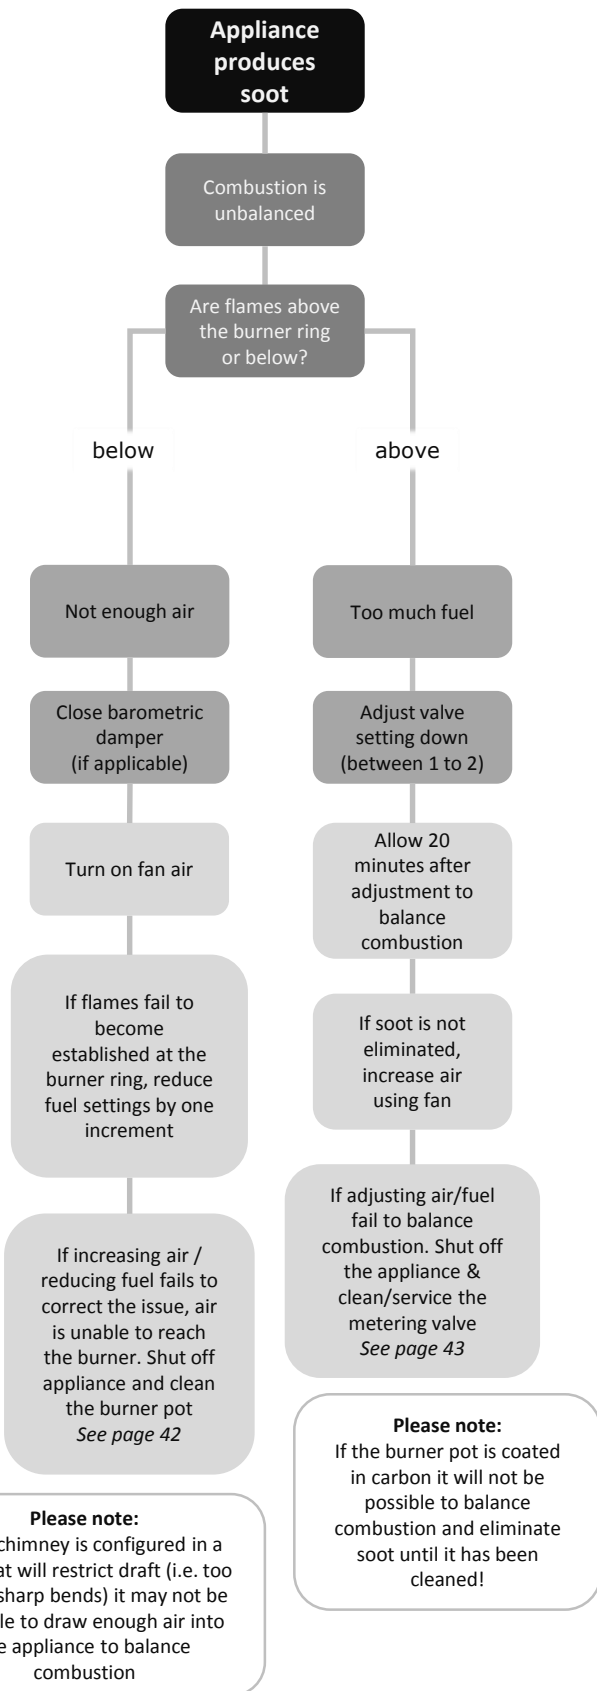 Appliance
produces
soot
Combustion is
unbalanced
Are flames above
the burner ring
or below?
below
above
Not enough air
Close barometric
damper
(if applicable)
Turn on fan air
If flames fail to
become
established at the
burner ring, reduce
fuel settings by one
increment
If increasing air /
reducing fuel fails to
correct the issue, air
is unable to reach
the burner. Shut off
appliance and clean
the burner pot
See page 42
Please note:
chimney is configured in a
will restrict draft (i.e. too
sharp bends) it may not be
to draw enough air into
appliance to balance
combustion
Too much fuel
Adjust valve
setting down
(between 1 to 2)
Allow 20
minutes after
adjustment to
balance
combustion
If soot is not
eliminated,
increase air
using fan
If adjusting air/fuel
fail to balance
combustion. Shut off
the appliance &
clean/service the
metering valve
See page 43
Please note:
If the burner pot is coated
in carbon it will not be
possible to balance
combustion and eliminate
soot until it has been
cleaned!